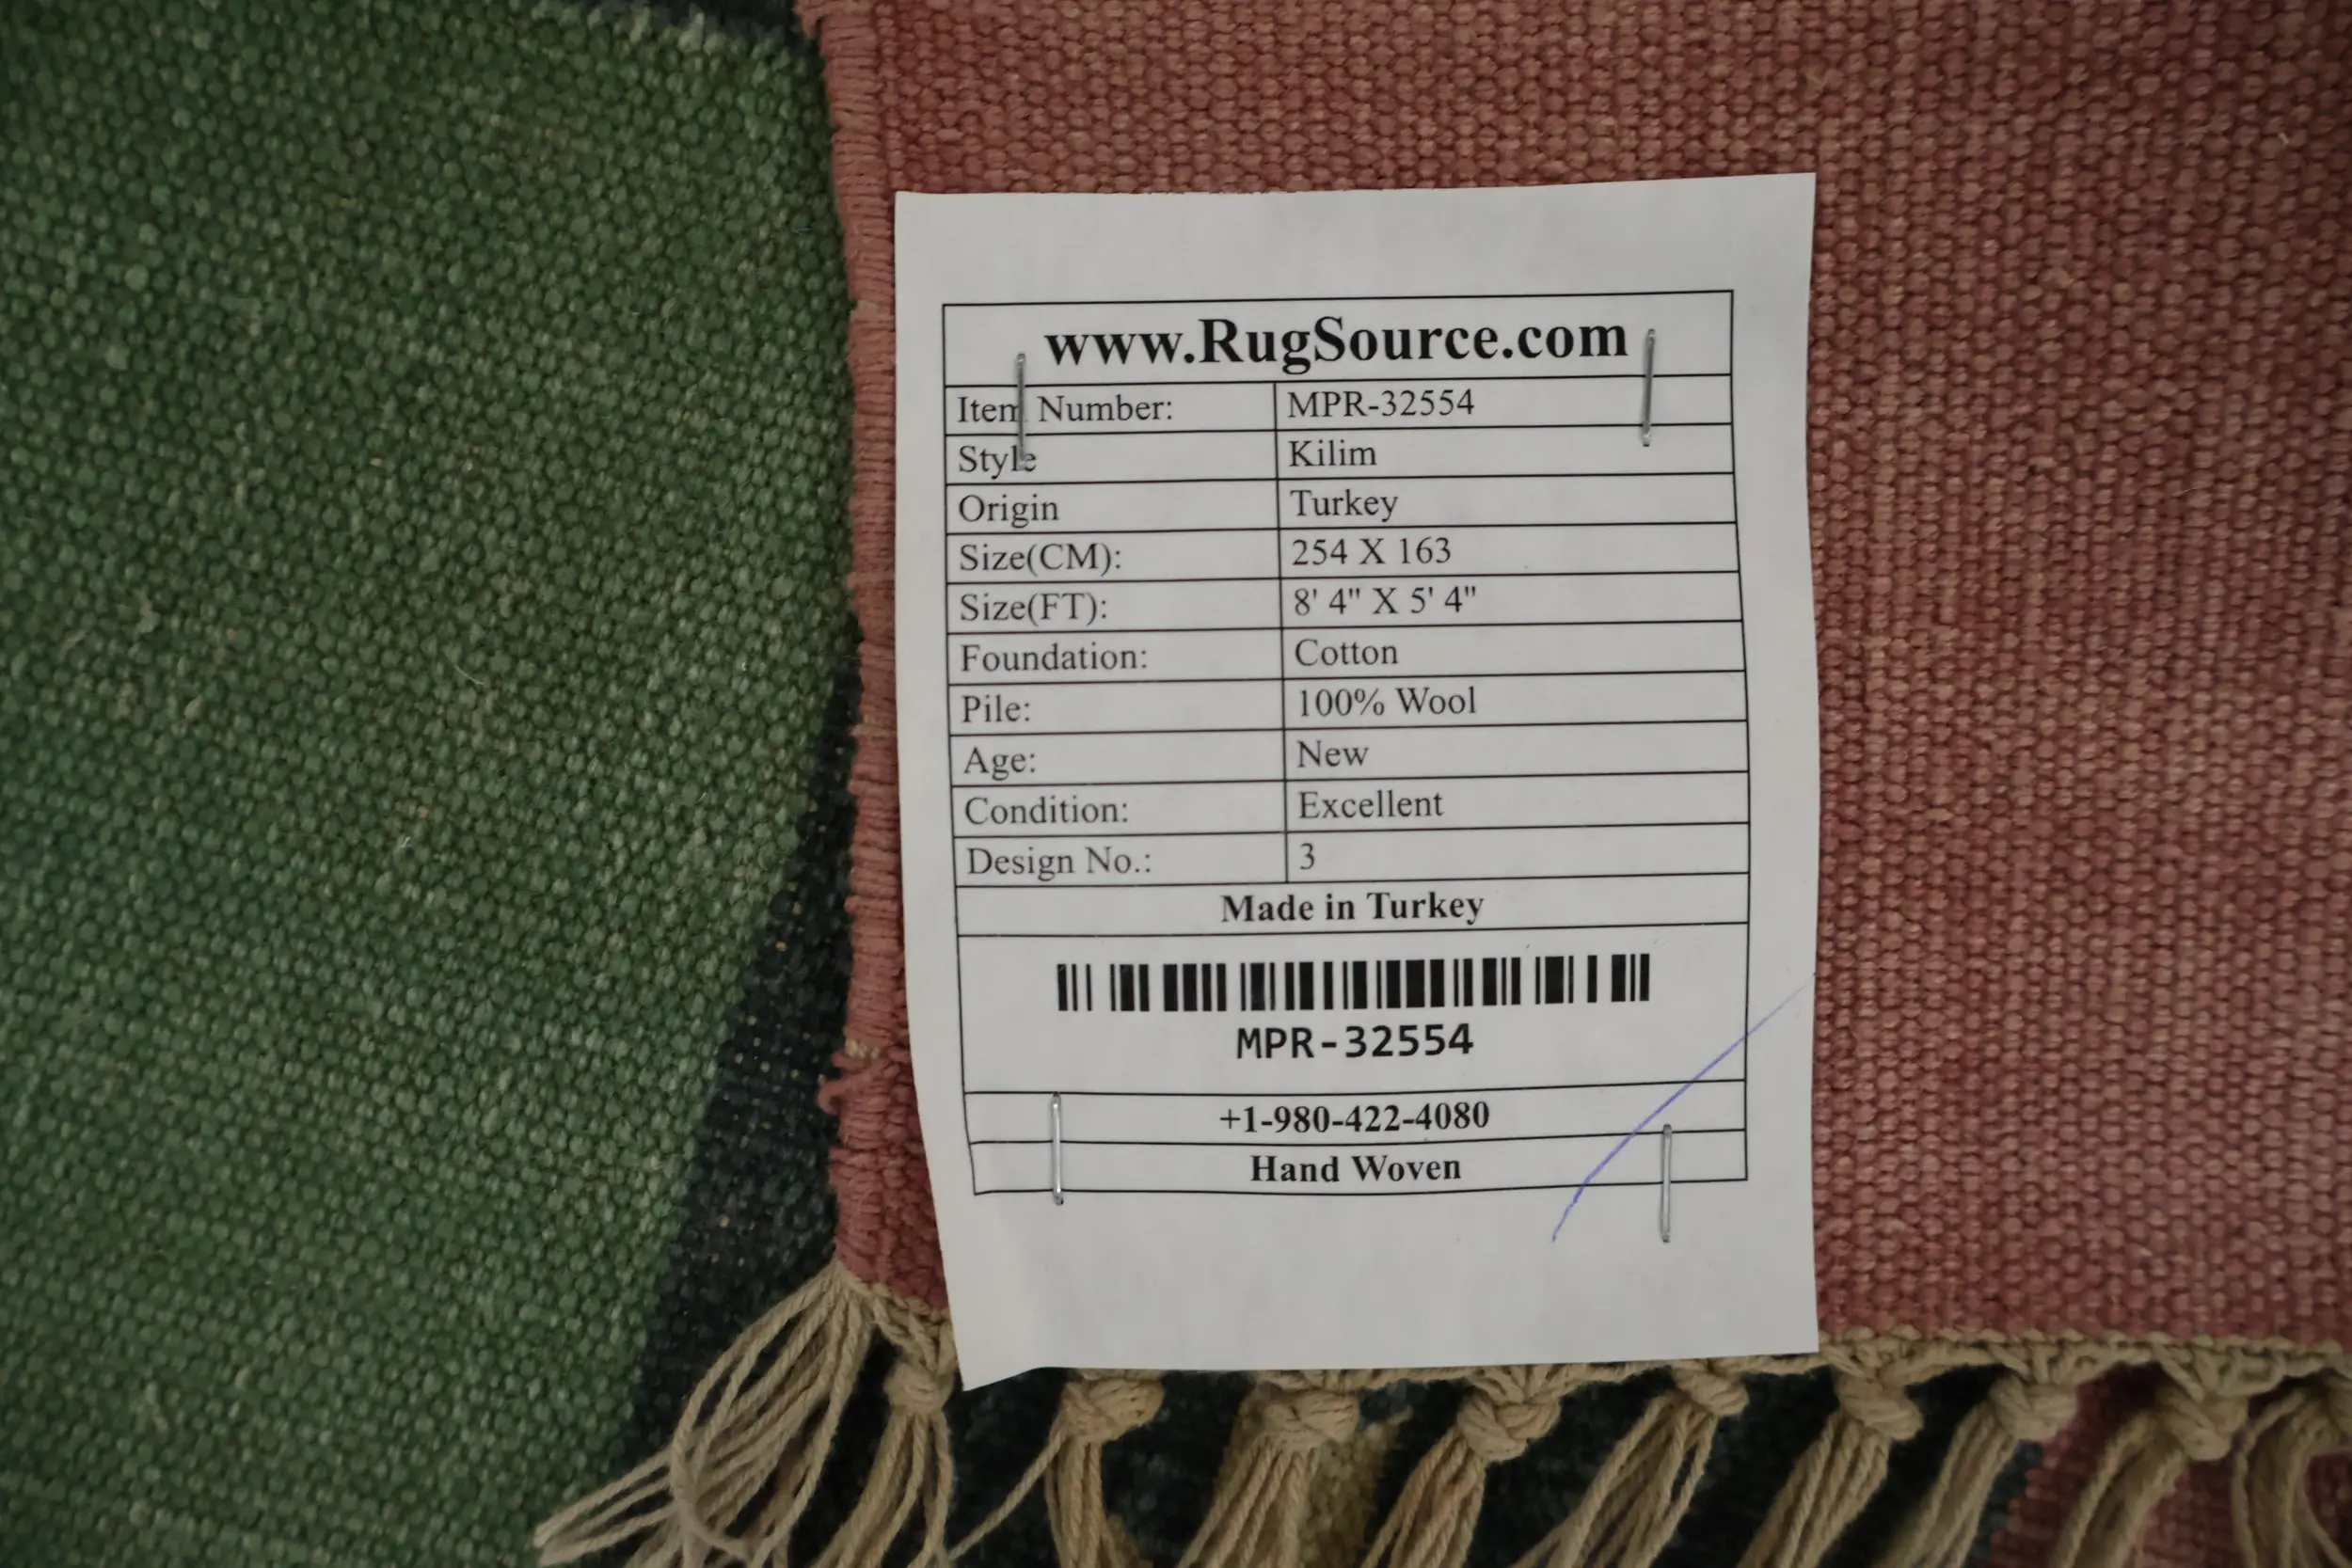 www.RugSource.com
Item Number: MPR-32554
Style Kilim
Origin Turkey
Size(CM): 254 X 163
Size(FT): 8' 4" X 5' 4"
Foundation: Cotton
Pile: 100% Wool
Age: New
Condition: Excellent
Design No.: 3
Made in Turkey
MPR-32554
+1-980-422-4080
Hand Woven